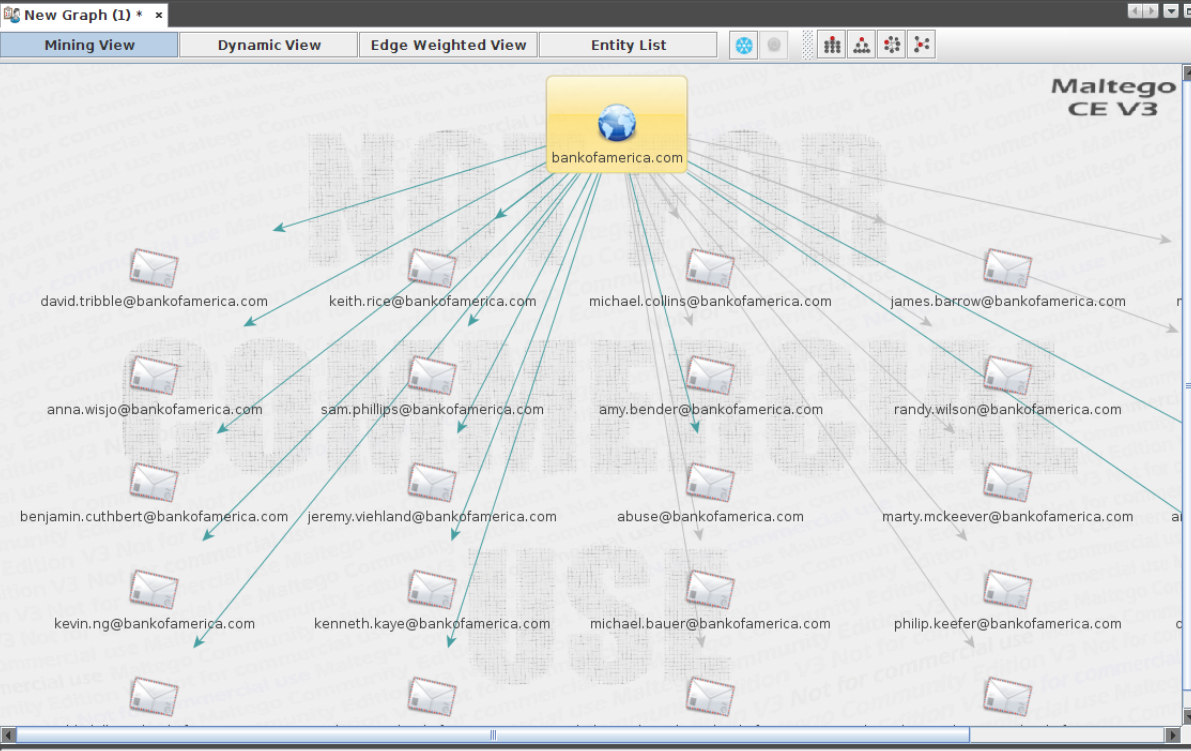 New Graph (1) *
Mining View Dynamic View Edge Weighted View Entity List
Maltego
CE V3
bankofamerica.com
NOT FOR
david.tribble@bankofamerica.com keith.rice@bankofamerica.com michael.collins@bankofamerica.com james.barrow@bankofamerica.com
COMMERCIAL
anna.wisjo@bankofamerica.com sam.phillips@bankofamerica.com amy.bender@bankofamerica.com randy.wilson@bankofamerica.com
benjamin.cuthbert@bankofamerica.com jeremy.viehland@bankofamerica.com abuse@bankofamerica.com marty.mckeever@bankofamerica.com
USE
kevin.ng@bankofamerica.com kenneth.kaye@bankofamerica.com michael.bauer@bankofamerica.com philip.keefer@bankofamerica.com